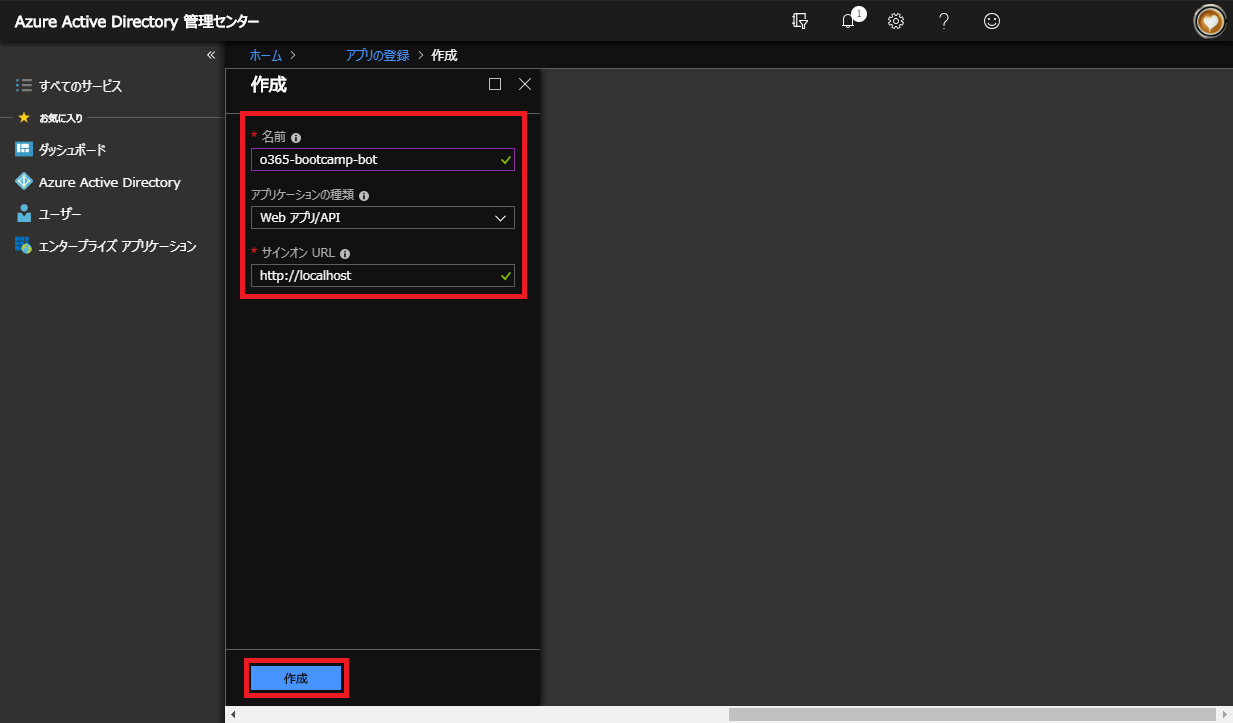 Azure Active Directory 管理センター
1
ホーム > アプリの登録 > 作成
すべてのサービス
お気に入り
ダッシュボード
Azure Active Directory
ユーザー
エンタープライズ アプリケーション
作成
* 名前
o365-bootcamp-bot
アプリケーションの種類
Web アプリ/API
* サインオン URL
http://localhost
作成